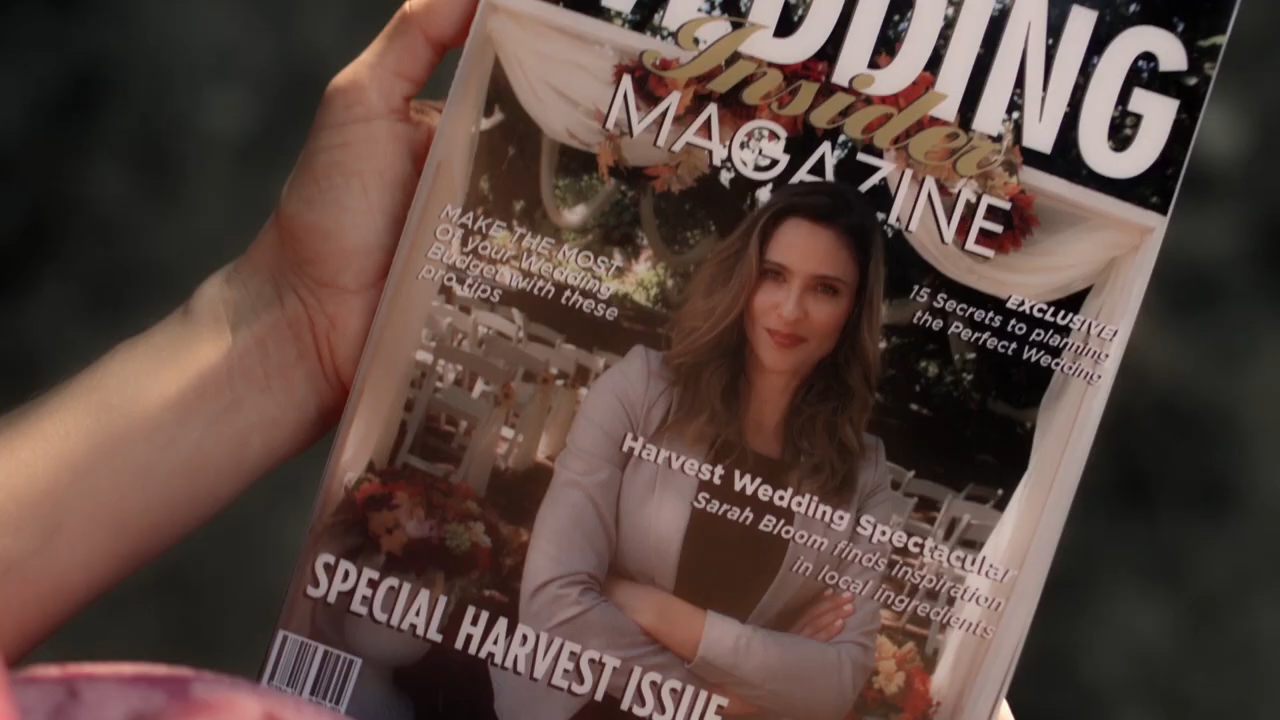 WEDDING
Insider
MAGAZINE
MAKE THE MOST
Of your Wedding
Budget with these
pro tips
EXCLUSIVE!
15 Secrets to planning
the Perfect Wedding
Harvest Wedding Spectacular
Sarah Bloom finds inspiration
in local ingredients
SPECIAL HARVEST ISSUE